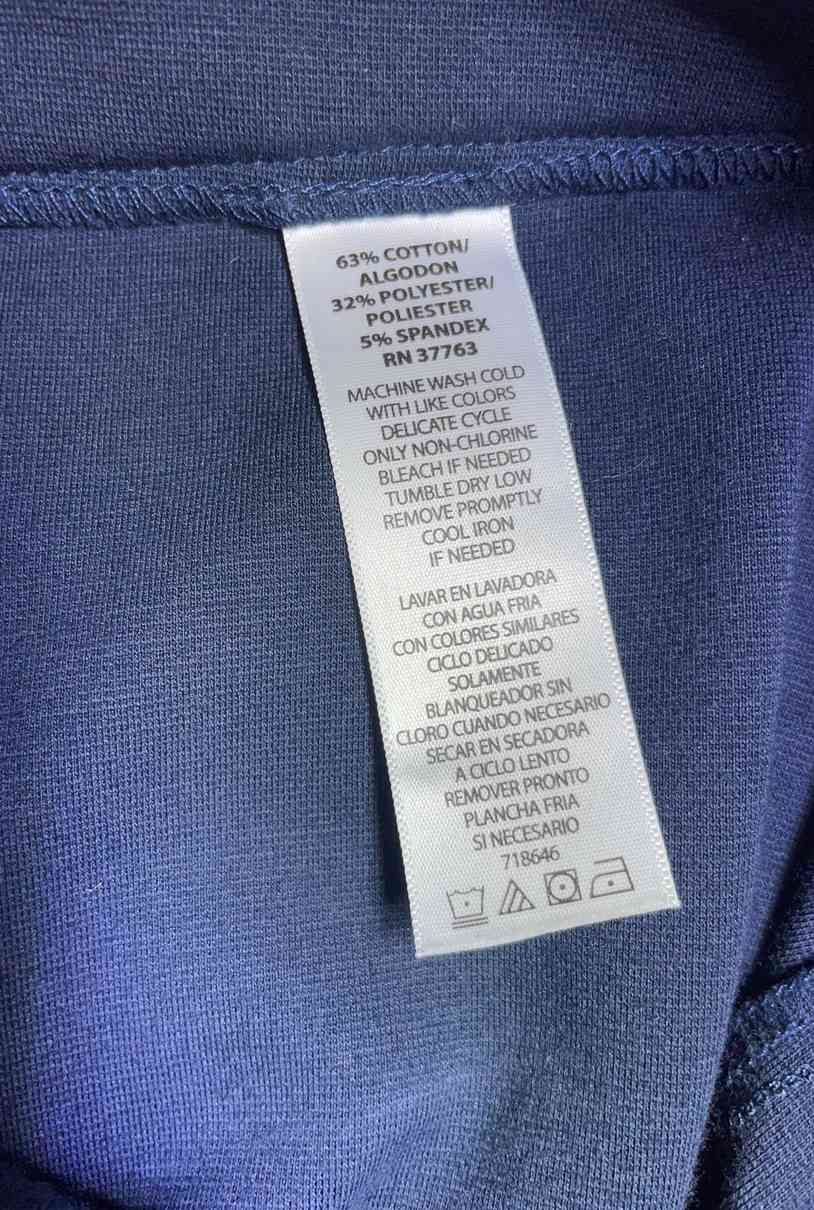 63% COTTON/
ALGODON
32% POLYESTER/
POLIESTER
5% SPANDEX
RN 37763
MACHINE WASH COLD
WITH LIKE COLORS
DELICATE CYCLE
ONLY NON-CHLORINE
BLEACH IF NEEDED
TUMBLE DRY LOW
REMOVE PROMPTLY
COOL IRON
IF NEEDED
LAVAR EN LAVADORA
CON AGUA FRIA
CON COLORES SIMILARES
CICLO DELICADO
SOLAMENTE
BLANQUEADOR SIN
CLORO CUANDO NECESARIO
SECAR EN SECADORA
A CICLO LENTO
REMOVER PRONTO
PLANCHA FRIA
SI NECESARIO
718646